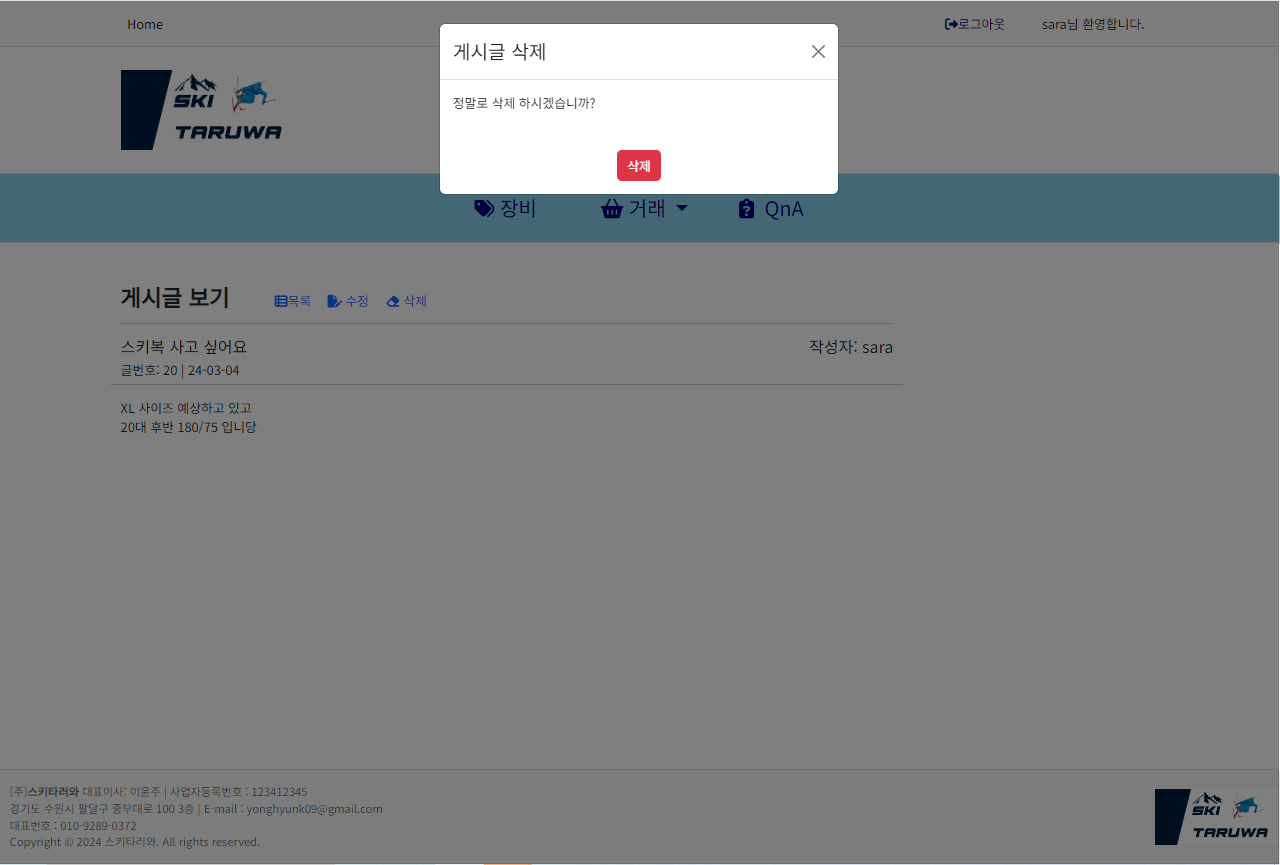 Home
로그아웃
sara님 환영합니다.
게시글 삭제
정말로 삭제 하시겠습니까?
삭제
SKI
TARUWA
장비
거래
QnA
게시글 보기
목록 수정 삭제
스키복 사고 싶어요
작성자: sara
글번호: 20 | 24-03-04
XL 사이즈 예상하고 있고
20대 후반 180/75 입니당
(주)스키타러와 대표이사: 이윤주 | 사업자등록번호 : 123412345
경기도 수원시 팔달구 중부대로 100 3층 | E-mail : yonghyunk09@gmail.com
대표번호 : 010-9289-0372
Copyright © 2024 스키타러와. All rights reserved.
SKI
TARUWA